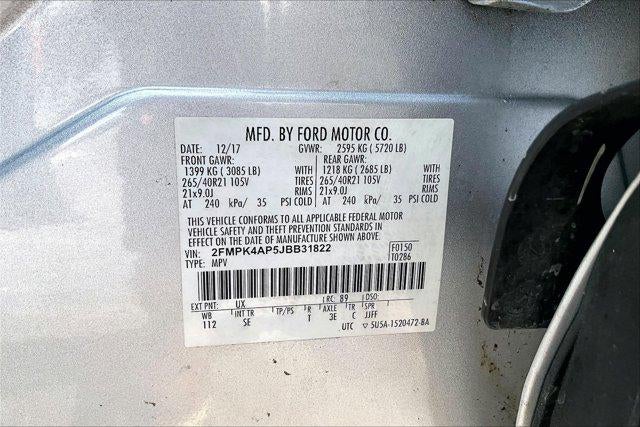 MFD. BY FORD MOTOR CO.
DATE: 12/17 GVWR: 2595 KG ( 5720 LB)
FRONT GAWR: REAR GAWR:
1399 KG ( 3085 LB) WITH 1218 KG ( 2685 LB) WITH
265/40R21 105V TIRES 265/40R21 105V TIRES
21x9.0J RIMS 21x9.0J RIMS
AT 240 kPa/ 35 PSI COLD AT 240 kPa/ 35 PSI COLD
THIS VEHICLE CONFORMS TO ALL APPLICABLE FEDERAL MOTOR
VEHICLE SAFETY AND THEFT PREVENTION STANDARDS IN
EFFECT ON THE DATE OF MANUFACTURE SHOWN ABOVE.
VIN: 2FMPK4AP5JBB31822 F0150
TYPE: MPV T0286
EXT PNT: UX RC: 89 DSO:
WB INT TR TP/PS R AXLE TR SPR
112 SE T 3E C JJFF
UTC ▽ 5U5A-1520472-BA